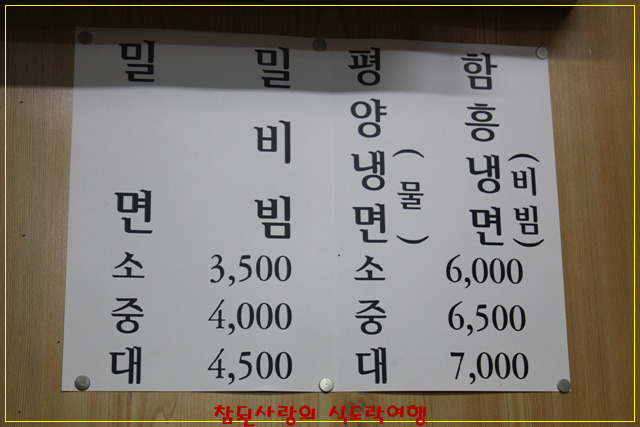 함흥냉면
(비빔)
평양냉면
(물)
밀비빔
밀면
소 3,500 소 6,000
중 4,000 중 6,500
대 4,500 대 7,000
참된사랑의 식도락여행